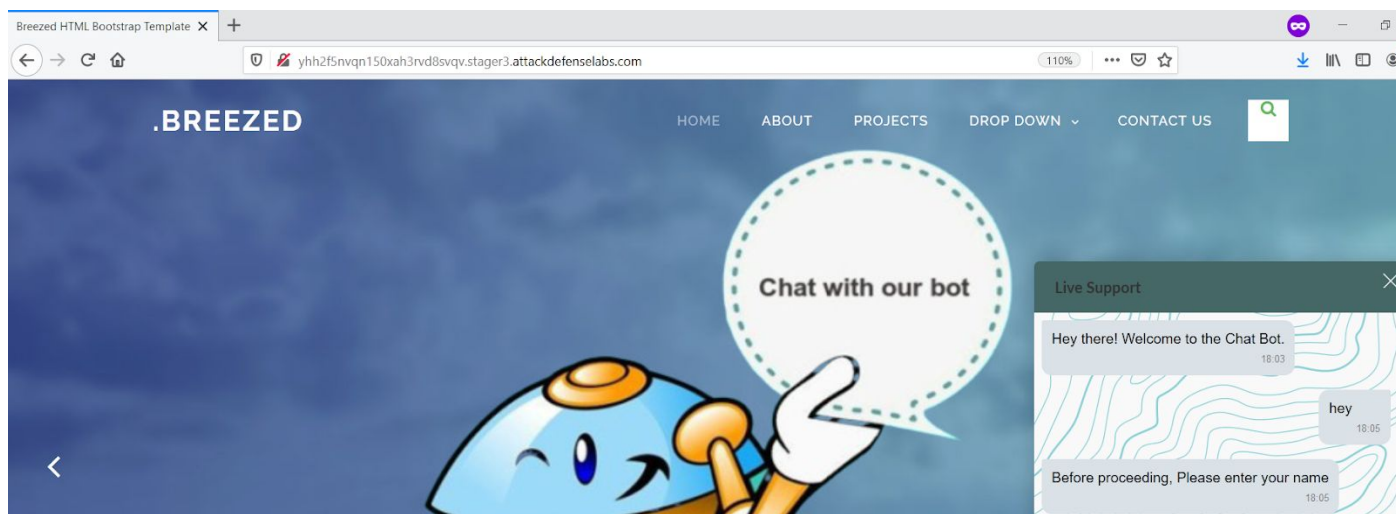 Breezed HTML Bootstrap Template
yhh2f5nvqn150xah3rvd8svqv.stager3.attackdefenselabs.com
110%
.BREEZED
HOME ABOUT PROJECTS DROP DOWN CONTACT US
Chat with our bot
Live Support
Hey there! Welcome to the Chat Bot.
18:03
hey
18:05
Before proceeding, Please enter your name
18:05